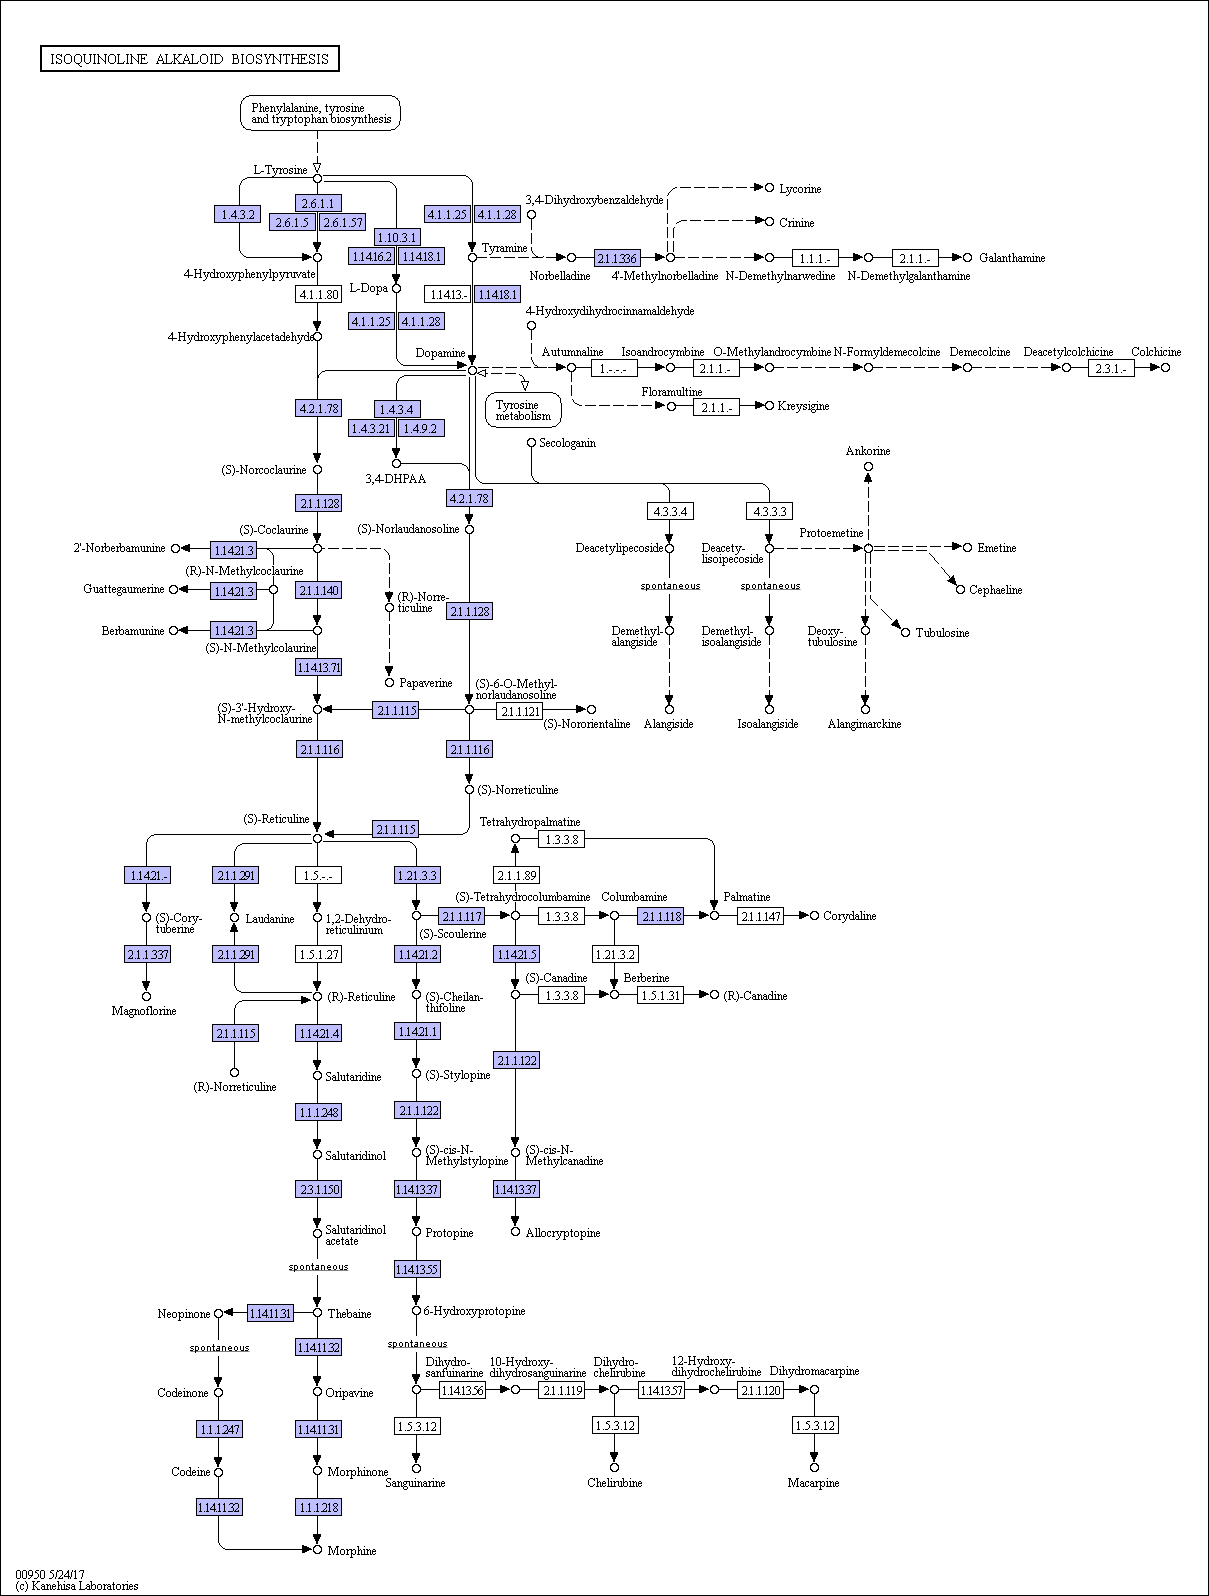 ISOQUINOLINE ALKALOID BIOSYNTHESIS
Phenylalanine, tyrosine
and tryptophan biosynthesis
L-Tyrosine
1.4.3.2
2.6.1.1
2.6.1.5
2.6.1.57
1.10.3.1
1.14.16.2
1.14.18.1
4.1.1.25
4.1.1.28
3,4-Dihydroxybenzaldehyde
Lycorine
Crinine
Tyramine
Norbelladine
2.1.1.336
4'-Methylnorbelladine
N-Demethylnarwedine
1.1.1.-
N-Demethylgalanthamine
2.1.1.-
Galanthamine
4-Hydroxyphenylpyruvate
4.1.1.80
L-Dopa
1.14.13.-
1.14.18.1
4.1.1.25
4.1.1.28
4-Hydroxydihydrocinnamaldehyde
4-Hydroxyphenylacetadehyde
Dopamine
Autumnaline
1.-.-.-
Isoandrocymbine
2.1.1.-
O-Methylandrocymbine
N-Formyldemecolcine
Demecolcine
Deacetylcolchicine
2.3.1.-
Colchicine
Floramultine
2.1.1.-
Kreysigine
Tyrosine
metabolism
4.2.1.78
1.4.3.4
1.4.3.21
1.4.9.2
Secologanin
(S)-Norcoclaurine
3,4-DHPAA
4.2.1.78
Ankorine
2.1.1.128
4.3.3.4
4.3.3.3
(S)-Coclaurine
(S)-Norlaudanosoline
Protoemetine
2'-Norberbamunine
1.14.21.3
Deacetylipecoside
Deacety-
lisoipecoside
Emetine
(R)-N-Methylcoclaurine
Guattegaumerine
1.14.21.3
2.1.1.140
(R)-Norre-
ticuline
2.1.1.128
spontaneous
spontaneous
Cephaeline
Berbamunine
1.14.21.3
(S)-N-Methylcolaurine
Demethyl-
alangiside
Demethyl-
isoalangiside
Deoxy-
tubulosine
Tubulosine
1.14.13.71
Papaverine
(S)-6-O-Methyl-
norlaudanosoline
(S)-3'-Hydroxy-
N-methylcoclaurine
2.1.1.115
2.1.1.121
(S)-Nororientaline
Alangiside
Isoalangiside
Alangimarckine
2.1.1.116
2.1.1.116
(S)-Norreticuline
(S)-Reticuline
2.1.1.115
Tetrahydropalmatine
1.3.3.8
1.14.21.-
2.1.1.291
1.5.-.-
1.21.3.3
2.1.1.89
(S)-Tetrahydrocolumbamine
Columbamine
Palmatine
(S)-Cory-
tuberine
Laudanine
1,2-Dehydro-
reticulinium
2.1.1.117
1.3.3.8
2.1.1.118
2.1.1.147
Corydaline
(S)-Scoulerine
2.1.1.337
2.1.1.291
1.5.1.27
1.14.21.2
1.14.21.5
1.21.3.2
(S)-Canadine
Berberine
Magnoflorine
(R)-Reticuline
(S)-Cheilan-
thifoline
1.3.3.8
1.5.1.31
(R)-Canadine
2.1.1.115
1.14.21.4
1.14.21.1
2.1.1.122
(R)-Norreticuline
Salutaridine
(S)-Stylopine
1.1.1.248
2.1.1.122
Salutaridinol
(S)-cis-N-
Methylstylopine
(S)-cis-N-
Methylcanadine
2.3.1.150
1.14.13.37
1.14.13.37
Salutaridinol
acetate
Protopine
Allocryptopine
spontaneous
1.14.13.55
Neopinone
1.14.11.31
Thebaine
6-Hydroxyprotopine
spontaneous
1.14.11.32
spontaneous
Codeinone
Oripavine
Dihydro-
sanfuinarine
1.14.13.56
10-Hydroxy-
dihydrosanguinarine
2.1.1.119
Dihydro-
chelirubine
1.14.13.57
12-Hydroxy-
dihydrochelirubine
2.1.1.120
Dihydromacarpine
1.1.1.247
1.14.11.31
1.5.3.12
1.5.3.12
1.5.3.12
Codeine
Morphinone
Sanguinarine
Chelirubine
Macarpine
1.14.11.32
1.1.1.218
Morphine
00950 5/24/17
(c) Kanehisa Laboratories